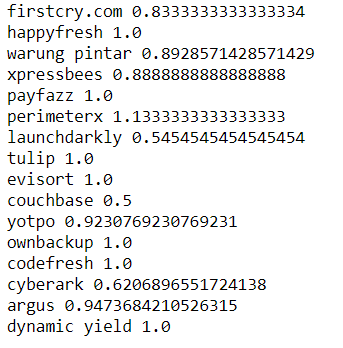 firstcry.com 0.8333333333333334
happyfresh 1.0
warung pintar 0.8928571428571429
xpressbees 0.8888888888888888
payfazz 1.0
perimeterx 1.1333333333333333
launchdarkly 0.5454545454545454
tulip 1.0
evisort 1.0
couchbase 0.5
yotpo 0.9230769230769231
ownbackup 1.0
codefresh 1.0
cyberark 0.6206896551724138
argus 0.9473684210526315
dynamic yield 1.0